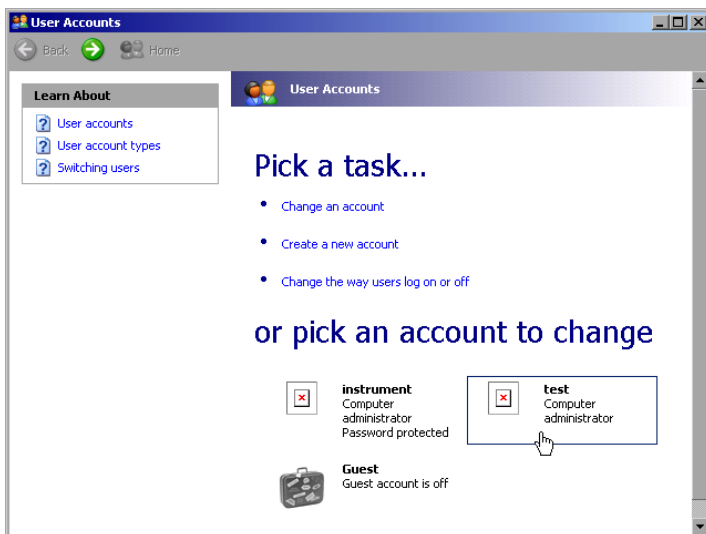 User Accounts
Back Home
Learn About
User accounts
User account types
Switching users
User Accounts
Pick a task...
Change an account
Create a new account
Change the way users log on or off
or pick an account to change
instrument
Computer
administrator
Password protected
test
Computer
administrator
Guest
Guest account is off